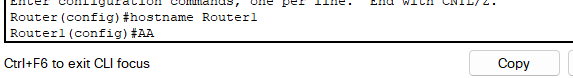 Enter configuration commands, one per line.  End with CNTL/Z.
Router(config)#hostname Router1
Router1(config)#AA
Ctrl+F6 to exit CLI focus
Copy